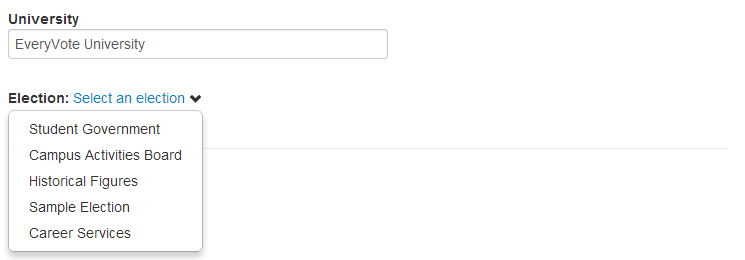 University
EveryVote University
Election: Select an election
Student Government
Campus Activities Board
Historical Figures
Sample Election
Career Services